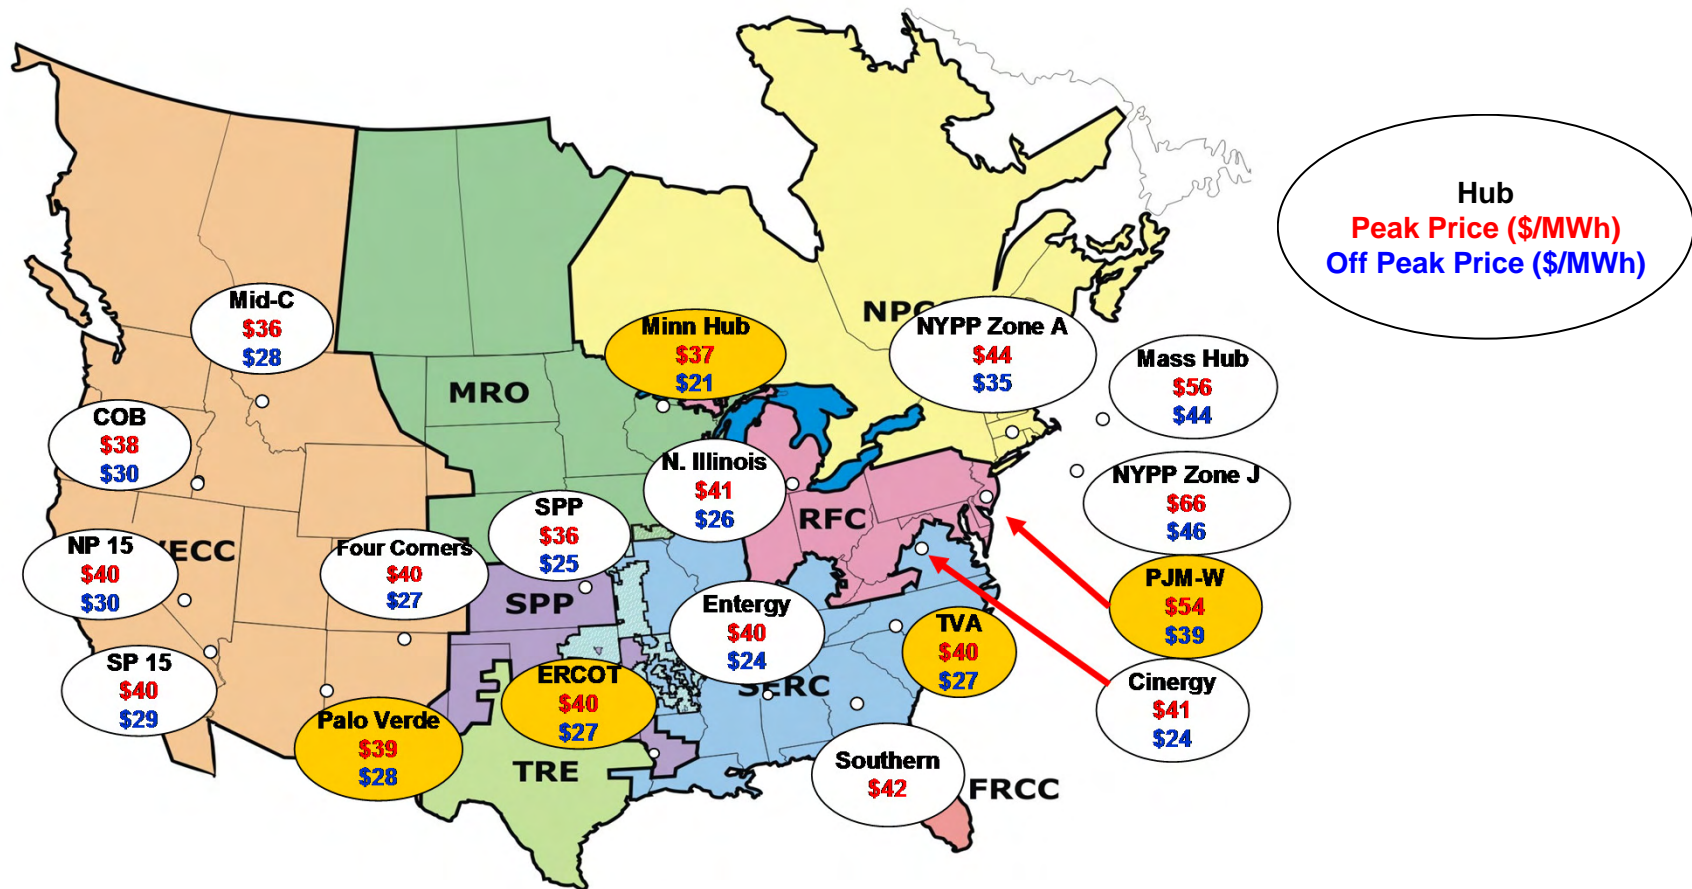 Hub
Peak Price ($/MWh)
Off Peak Price ($/MWh)
Mid-C
$36
$28
Minn Hub
$37
$21
NPC
NYPP Zone A
$44
$35
Mass Hub
$56
$44
MRO
COB
$38
$30
N. Illinois
$41
$26
NYPP Zone J
$66
$46
SPP
$36
$25
RFC
NP 15
$40
$30
ECC
Four Corners
$40
$27
SPP
Entergy
$40
$24
TVA
$40
$27
PJM-W
$54
$39
SP 15
$40
$29
ERCOT
$40
$27
SERC
Cinergy
$41
$24
Palo Verde
$39
$28
TRE
Southern
$42
FRCC